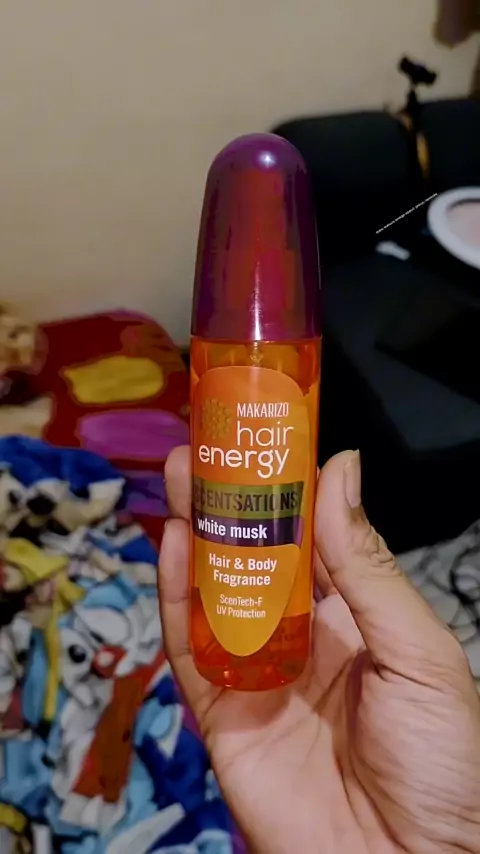 MAKARIZO
hair
energy
SCENTSATIONS
white musk
Hair & Body
Fragrance
ScenTech-F
UV Protection